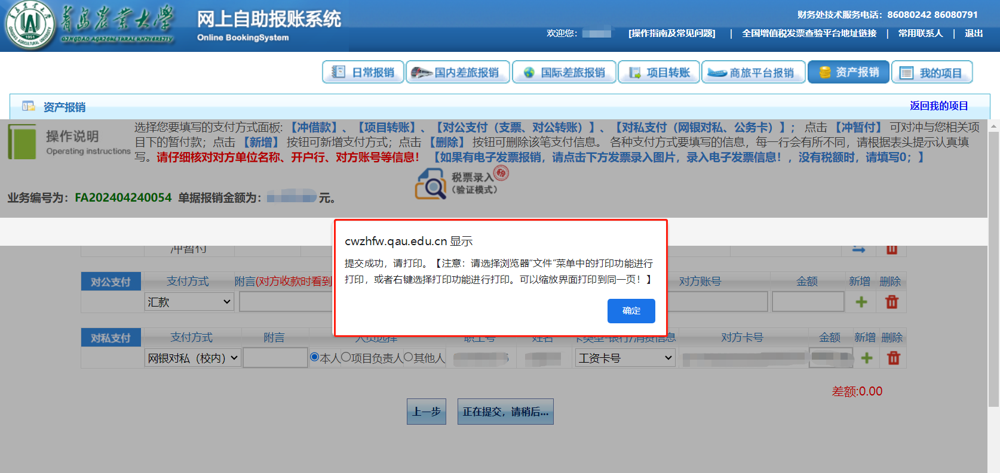 青岛农业大学
QINGDAO AGRICULTURAL UNIVERSITY
网上自助报账系统
Online BookingSystem
财务处技术服务电话：86080242 86080791
欢迎您：
[操作指南及常见问题] | 全国增值税发票查验平台地址链接 | 常用联系人 | 退出
日常报销 国内差旅报销 国际差旅报销 项目转账 商旅平台报销 资产报销 我的项目
资产报销 返回我的项目
操作说明
Operating instructions
选择您要填写的支付方式面板:【冲借款】、【项目转账】、【对公支付（支票、对公转账）】、【对私支付（网银对私、公务卡）】； 点击 【冲暂付】 可对冲与您相关项
目下的暂付款；点击 【新增】 按钮可新增支付方式；点击 【删除】 按钮可删除该笔支付信息。 各种支付方式要填写的信息，每一行会有所不同，请根据表头提示认真填
写。请仔细核对对方单位名称、开户行、对方账号等信息！ 【如果有电子发票报销，请点击下方发票录入图片，录入电子发票信息！，没有税额时，请填写0；】
税票录入 税
（验证模式）
业务编号为：FA202404240054 单据报销金额为： 元。
cwzhfw.qau.edu.cn 显示
提交成功，请打印。【注意：请选择浏览器“文件”菜单中的打印功能进行
打印，或者右键选择打印功能进行打印。可以缩放界面打印到同一页！】
确定
冲暂付
对公支付 支付方式 附言(对方收款时看到 对方账号 金额 新增 删除
汇款
对私支付 支付方式 附言 人员选择 职工号 姓名 卡类型-银行/消费信息 对方卡号 金额 新增 删除
网银对私（校内） 本人 项目负责人 其他人 工资卡号
差额:0.00
上一步 正在提交，请稍后...